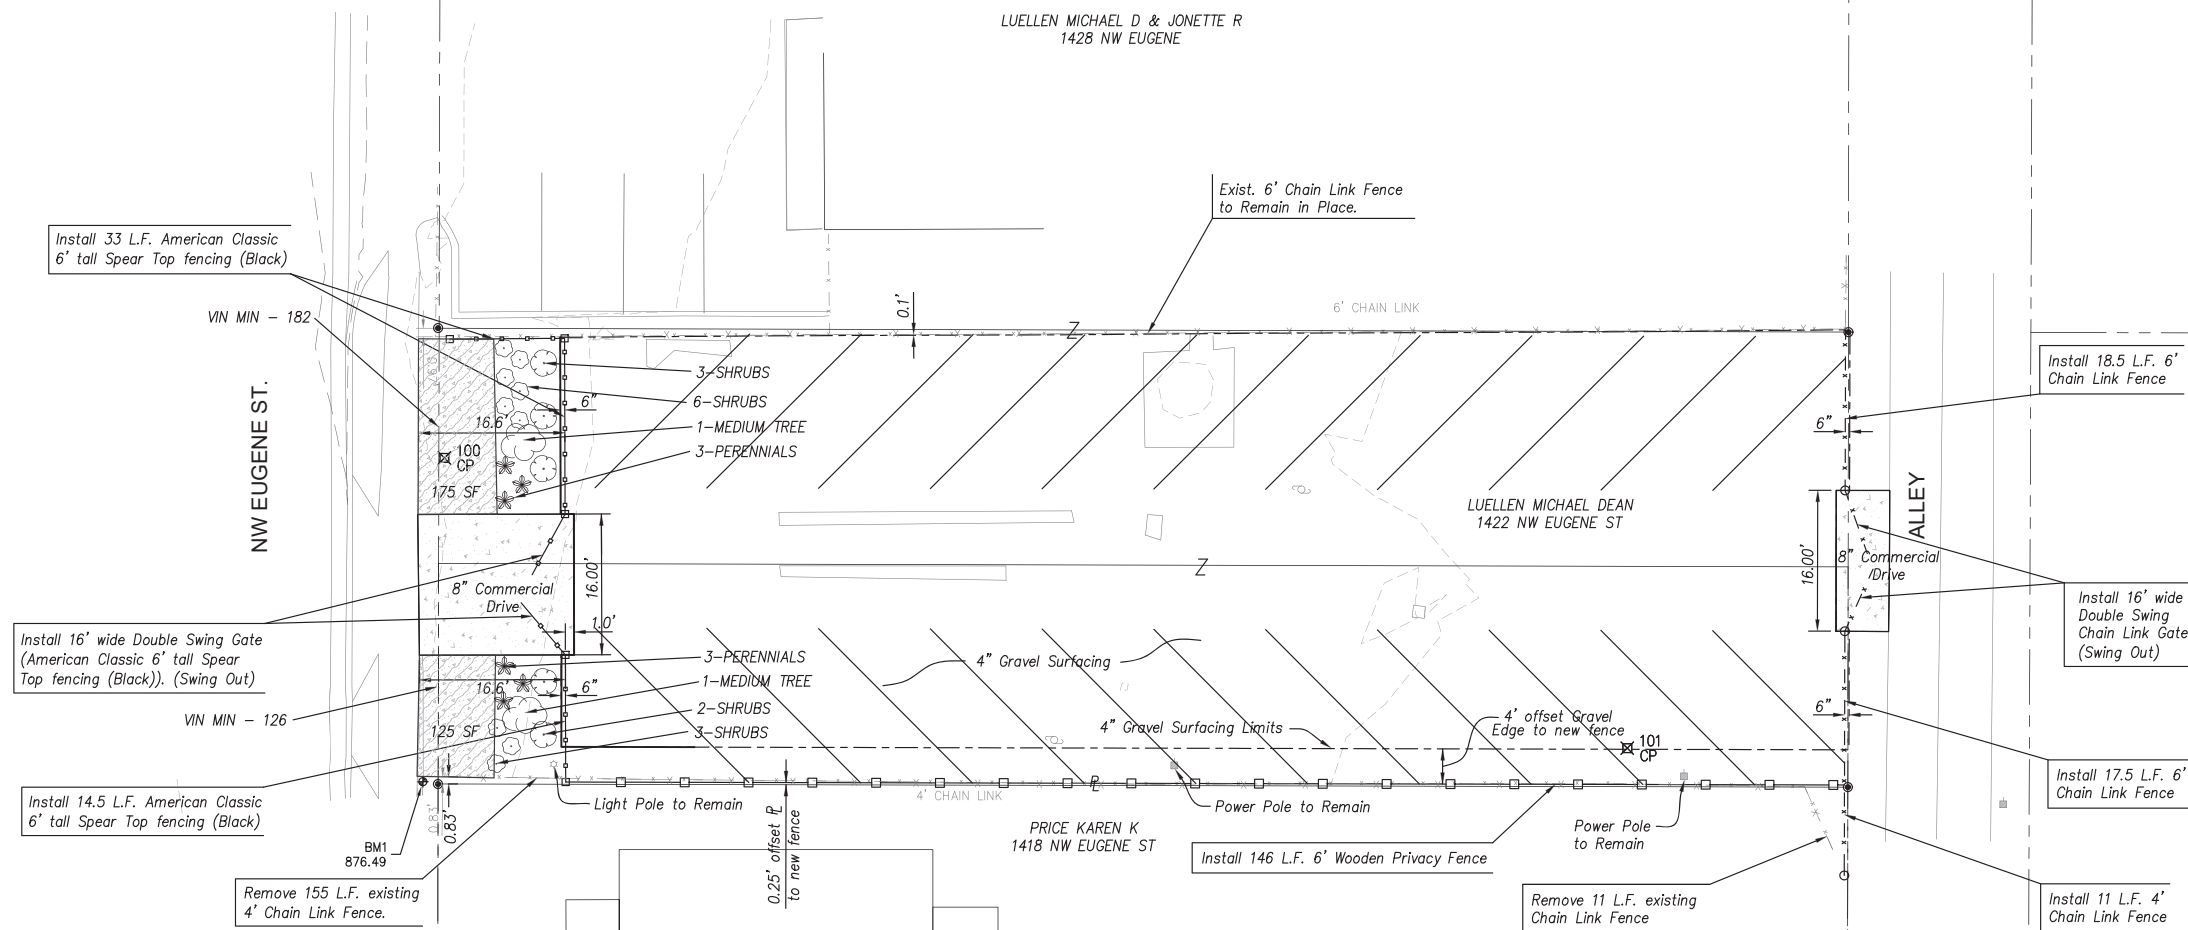 LUELLEN MICHAEL D & JONETTE R
1428 NW EUGENE
Exist. 6' Chain Link Fence
to Remain in Place.
Install 33 L.F. American Classic
6' tall Spear Top fencing (Black)
VIN MIN - 182
0.1'
6' CHAIN LINK
Z
Install 18.5 L.F. 6'
Chain Link Fence
3-SHRUBS
6"
6-SHRUBS
16.6'
1-MEDIUM TREE
6"
3-PERENNIALS
100
CP
175 SF
NW EUGENE ST.
LUELLEN MICHAEL DEAN
1422 NW EUGENE ST
ALLEY
16.00'
16.00'
8" Commercial
Drive
Z
8" Commercial
Drive
Install 16' wide
Double Swing
Chain Link Gate
(Swing Out)
1.0'
Install 16' wide Double Swing Gate
(American Classic 6' tall Spear
Top fencing (Black)). (Swing Out)
3-PERENNIALS
4" Gravel Surfacing
16.6'
6"
1-MEDIUM TREE
6"
VIN MIN - 126
2-SHRUBS
125 SF
3-SHRUBS
4" Gravel Surfacing Limits
4' offset Gravel
Edge to new fence
101
CP
Install 17.5 L.F. 6'
Chain Link Fence
Install 14.5 L.F. American Classic
6' tall Spear Top fencing (Black)
Light Pole to Remain
4' CHAIN LINK
PL
Power Pole to Remain
0.83'
0.83'
BM1
876.49
PRICE KAREN K
1418 NW EUGENE ST
Power Pole
to Remain
0.25' offset PL
to new fence
Install 146 L.F. 6' Wooden Privacy Fence
Remove 155 L.F. existing
4' Chain Link Fence.
Remove 11 L.F. existing
Chain Link Fence
Install 11 L.F. 4'
Chain Link Fence